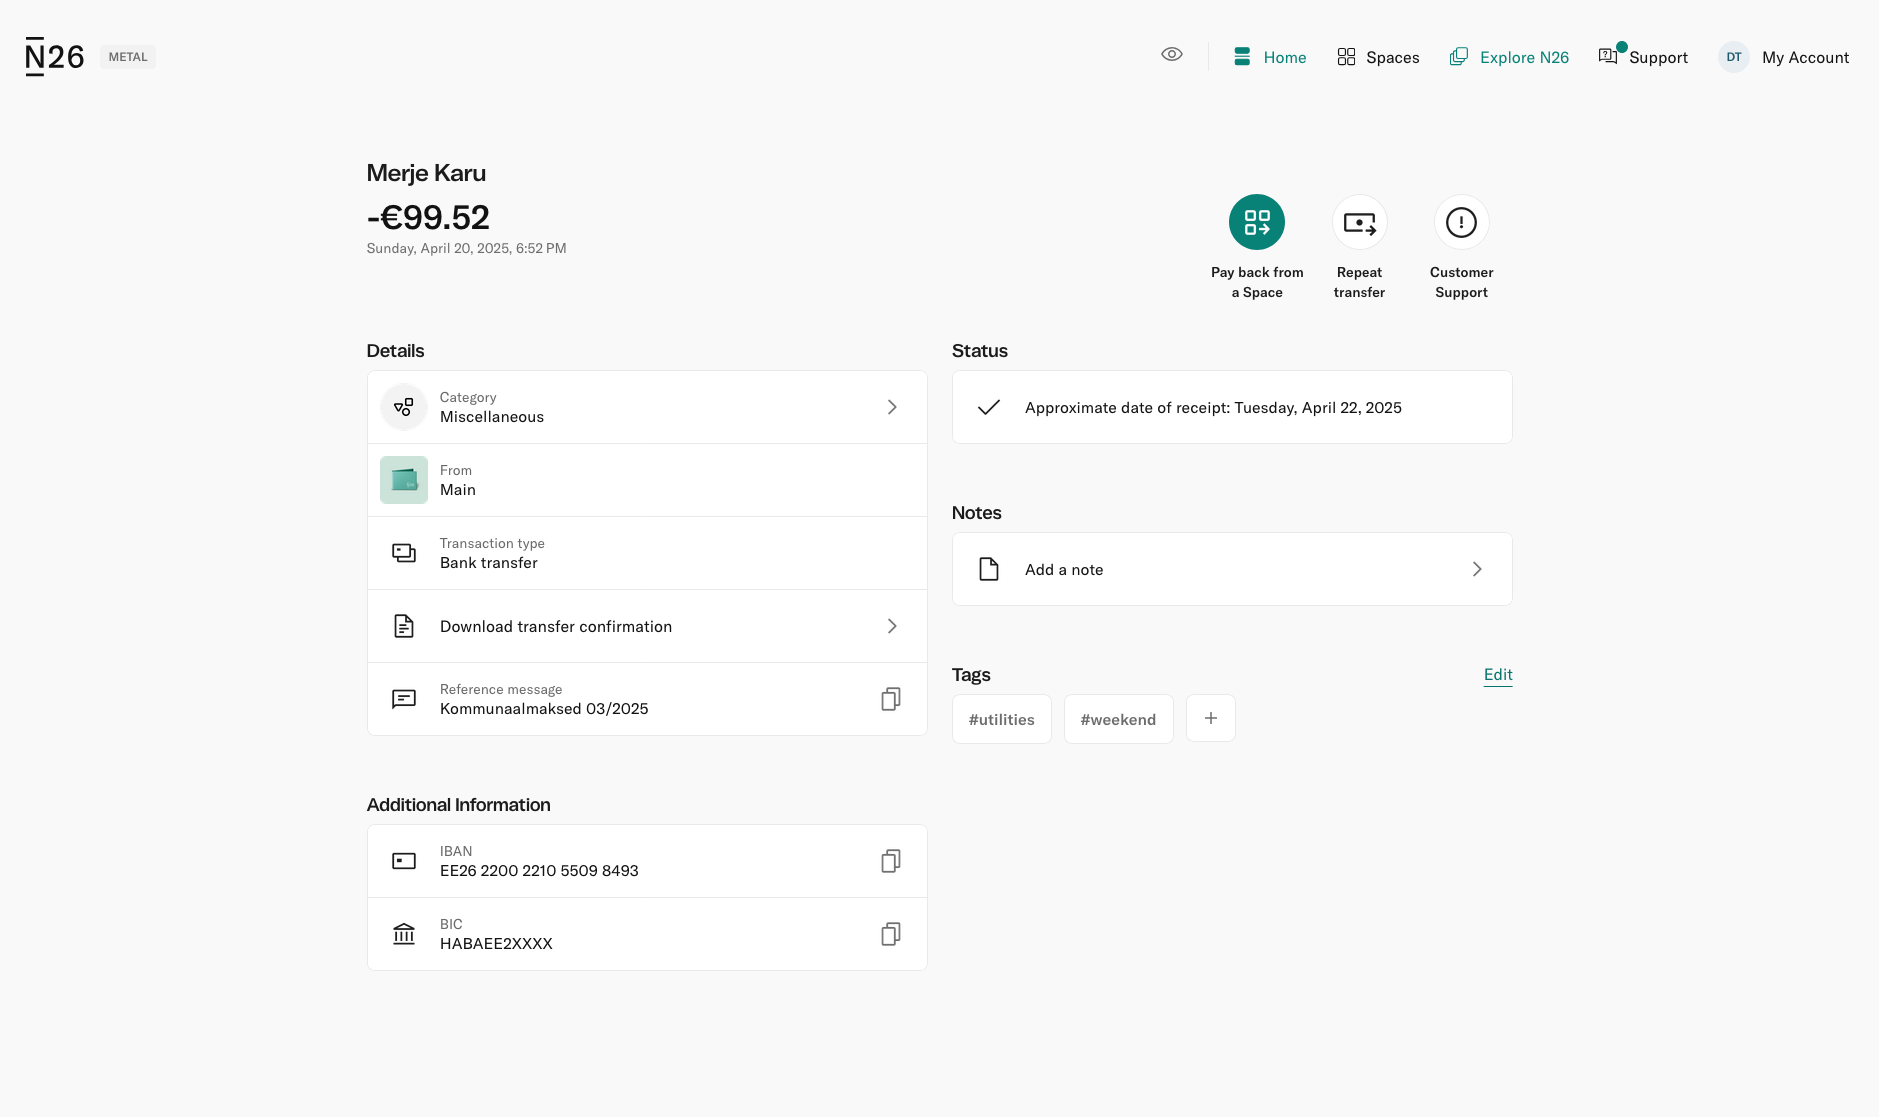 N26 METAL
Home
Spaces
Explore N26
Support
DT
My Account
Merje Karu
-€99.52
Sunday, April 20, 2025, 6:52 PM
Pay back from
a Space
Repeat
transfer
Customer
Support
Details
Category
Miscellaneous
From
Main
Transaction type
Bank transfer
Download transfer confirmation
Reference message
Kommunaalmaksed 03/2025
Additional Information
IBAN
EE26 2200 2210 5509 8493
BIC
HABAEE2XXXX
Status
Approximate date of receipt: Tuesday, April 22, 2025
Notes
Add a note
Tags
Edit
#utilities
#weekend